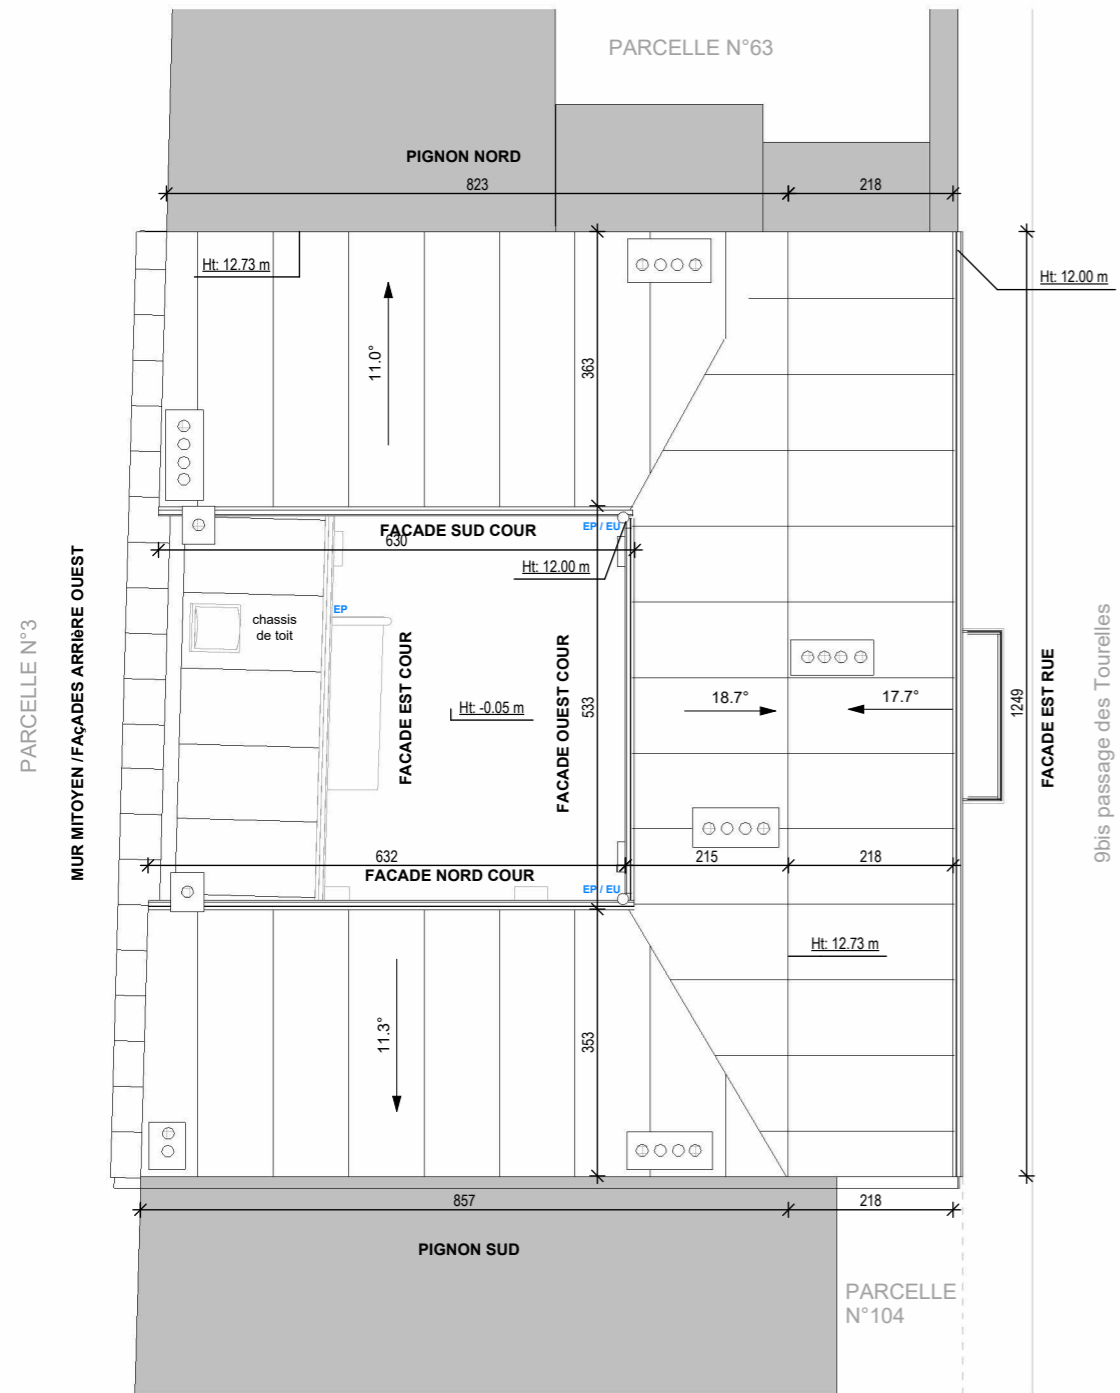 PARCELLE N°63
PIGNON NORD
823
218
Ht: 12.73 m
Ht: 12.00 m
11.0°
363
FACADE SUD COUR
EP / EU
630
Ht: 12.00 m
EP
chassis
de toit
PARCELLE N°3
MUR MITOYEN /FAçADES ARRIèRE OUEST
FACADE EST COUR
FACADE OUEST COUR
Ht: -0.05 m
533
18.7°
17.7°
1249
FACADE EST RUE
9bis passage des Tourelles
632
215
218
FACADE NORD COUR
EP / EU
Ht: 12.73 m
11.3°
353
857
218
PIGNON SUD
PARCELLE
N°104